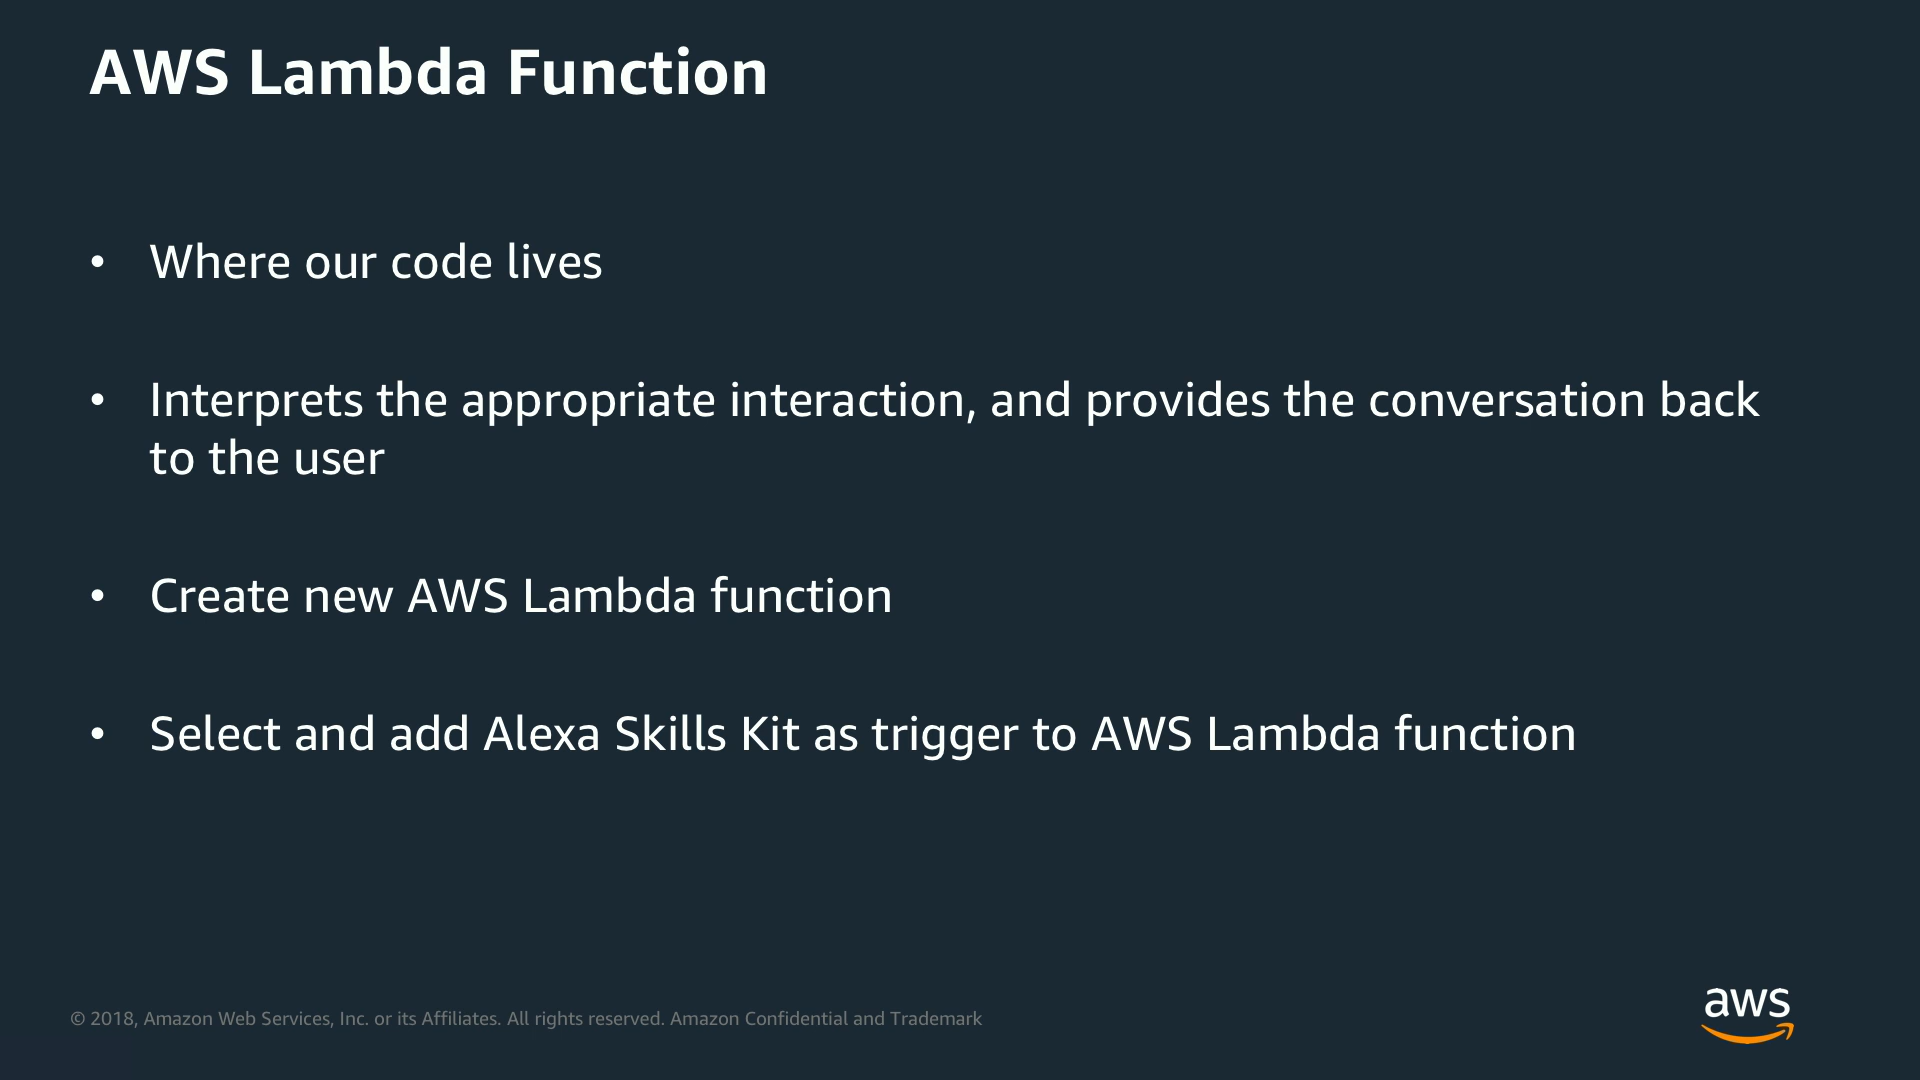 AWS Lambda Function
• Where our code lives
• Interprets the appropriate interaction, and provides the conversation back
to the user
• Create new AWS Lambda function
• Select and add Alexa Skills Kit as trigger to AWS Lambda function
© 2018, Amazon Web Services, Inc. or its Affiliates. All rights reserved. Amazon Confidential and Trademark
aws